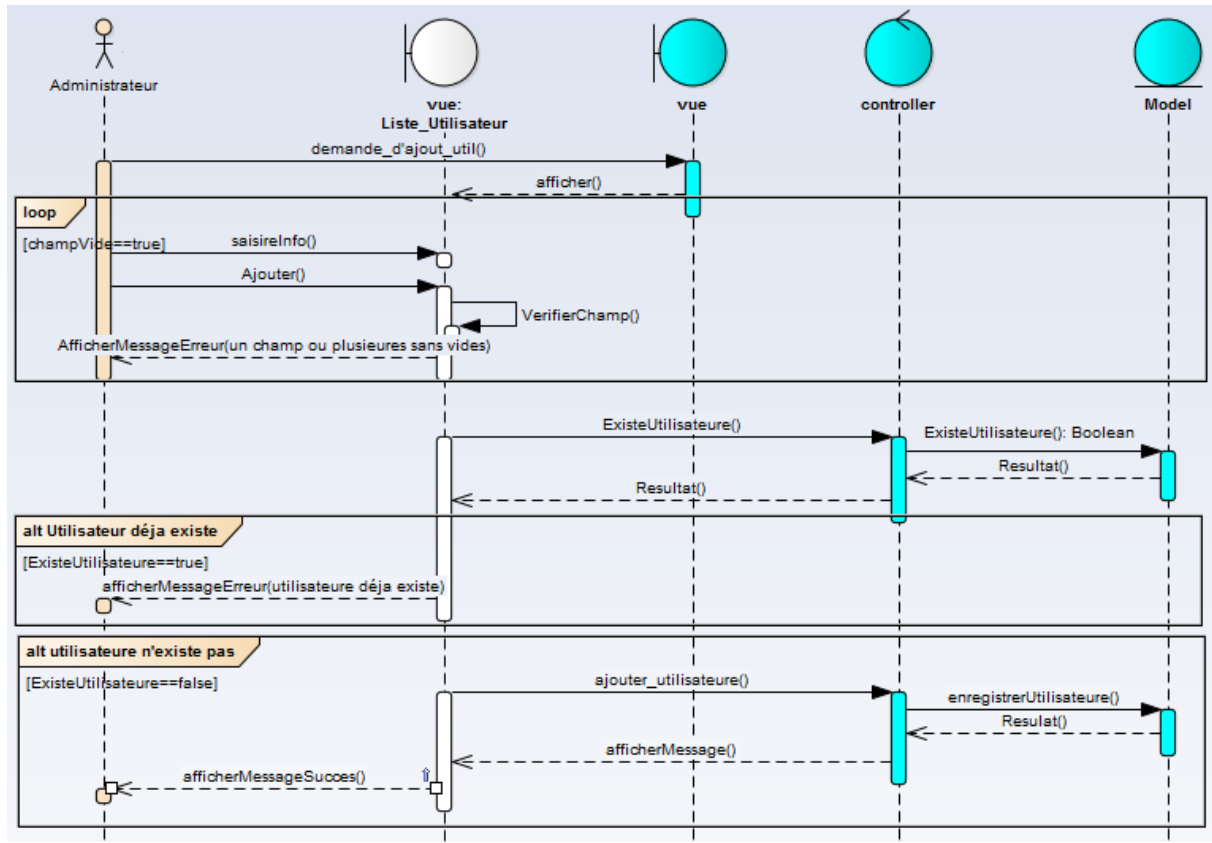 Administrateur
vue:
Liste_Utilisateur
vue
controller
Model
demande_d'ajout_util()
afficher()
loop
[champVide==true]
saisireInfo()
Ajouter()
VerifierChamp()
AfficherMessageErreur(un champ ou plusieures sans vides)
ExisteUtilisateure()
ExisteUtilisateure(): Boolean
Resultat()
Resultat()
alt Utilisateur déja existe
[ExisteUtilisateure==true]
afficherMessageErreur(utilisateure déja existe)
alt utilisateure n'existe pas
[ExisteUtilisateure==false]
ajouter_utilisateure()
enregistrerUtilisateure()
Resulat()
afficherMessage()
afficherMessageSucces()